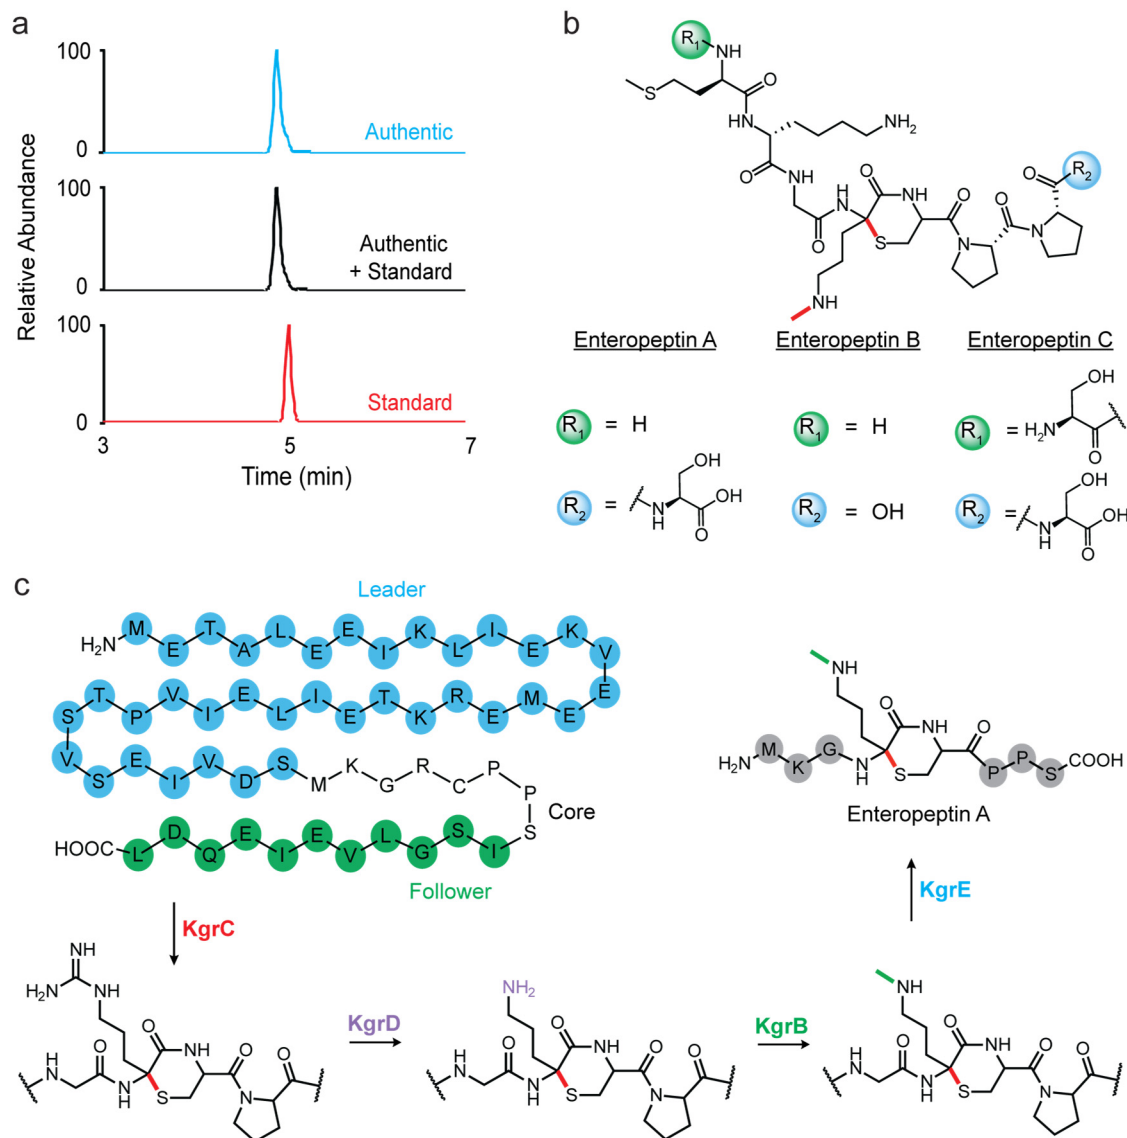 a
100
0
Authentic
100
0
Authentic
+ Standard
100
0
Standard
3
5
7
Relative Abundance
Time (min)
b
R1
NH
S
O
HN
NH2
O
NH
O
H
N
O
NH
S
O
N
O
N
O
R2
NH
Enteropeptin A
R1 = H
R2 =
N
H
OH
OH
O
Enteropeptin B
R1 = H
R2 = OH
Enteropeptin C
R1 =
H2N
OH
O
R2 =
N
H
OH
OH
O
c
Leader
H2N M E T A L E E I K L I E K V
S T P V I E L I E T K R E M E E
V S E I V D S M K G R C P
P
Core
S
HOOC L D Q E I E V L G S I
Follower
KgrC
NH
H2N
NH
H
N
O
N
H
O
NH
S
O
N
O
KgrD
NH2
H
N
O
N
H
O
NH
S
O
N
O
KgrB
NH
H
N
O
N
H
O
NH
S
O
N
O
KgrE
NH
O
NH
O
H2N M K G NH
S
P P S COOH
Enteropeptin A